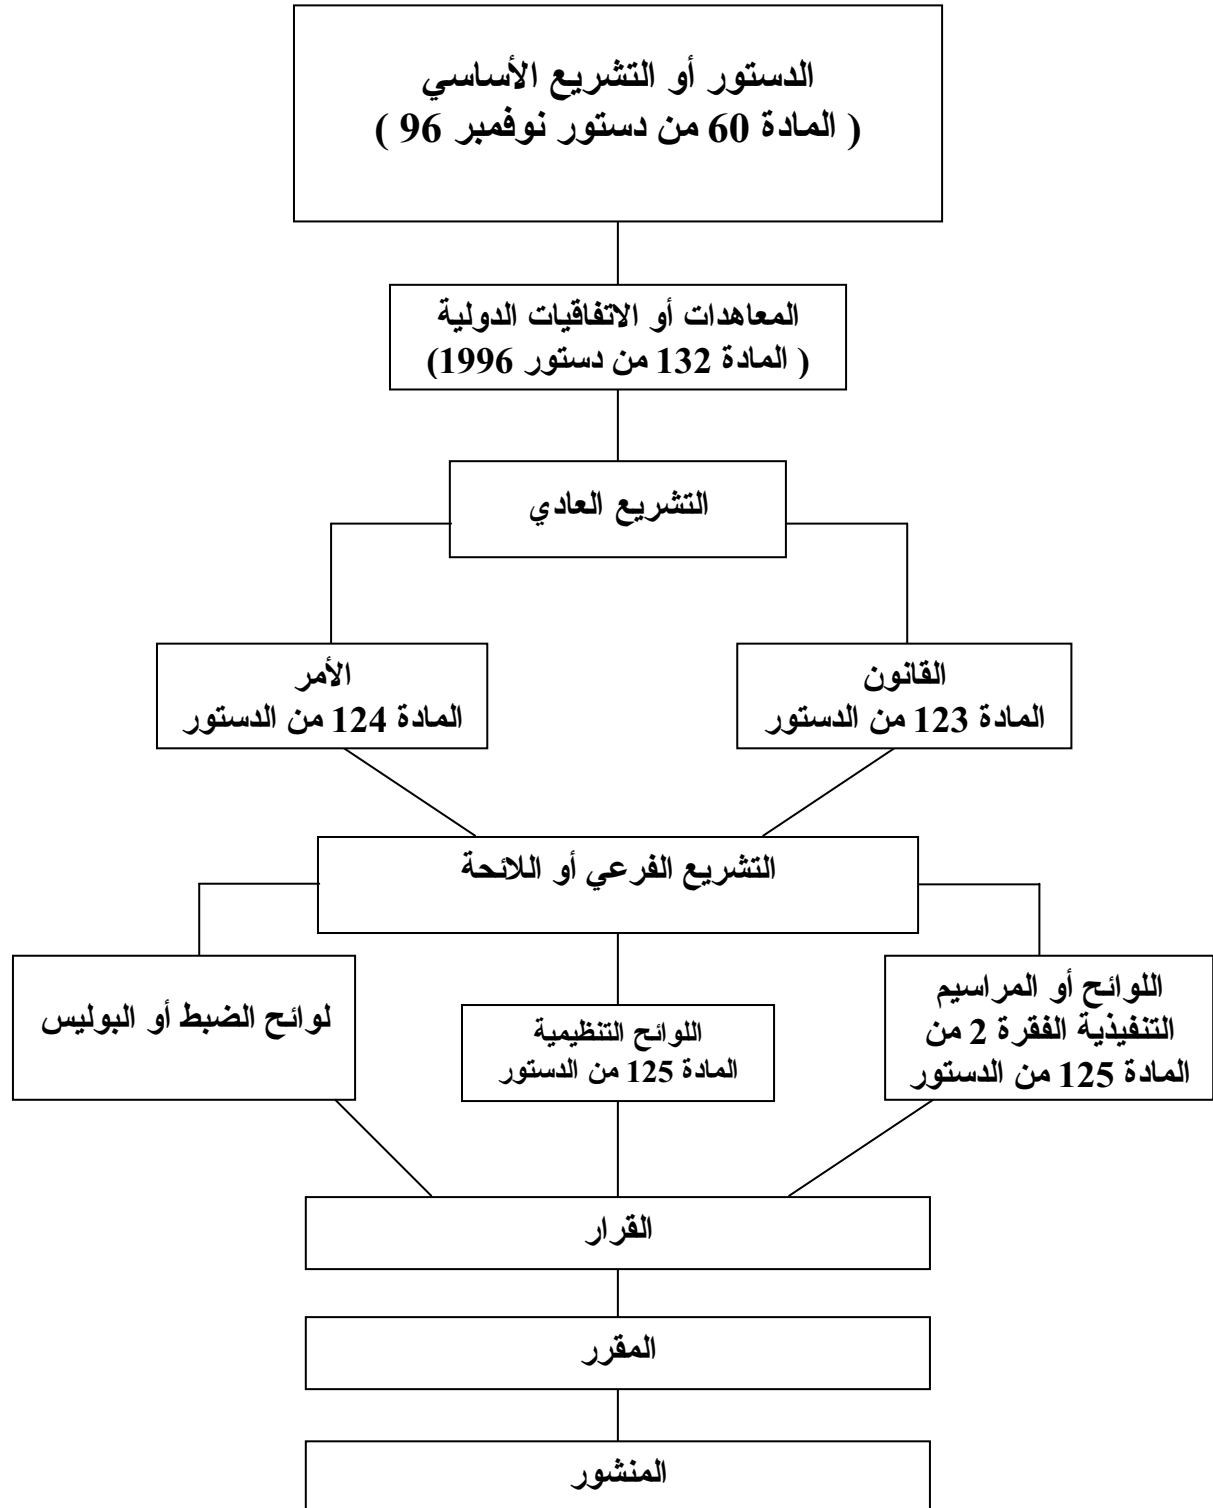 الدستور أو التشريع الأساسي
( المادة 60 من دستور نوفمبر 96 )
المعاهدات أو الاتفاقيات الدولية
( المادة 132 من دستور 1996)
التشريع العادي
القانون
المادة 123 من الدستور
الأمر
المادة 124 من الدستور
التشريع الفرعي أو اللائحة
اللوائح أو المراسيم
التنفيذية الفقرة 2 من
المادة 125 من الدستور
اللوائح التنظيمية
المادة 125 من الدستور
لوائح الضبط أو البوليس
القرار
المقرر
المنشور